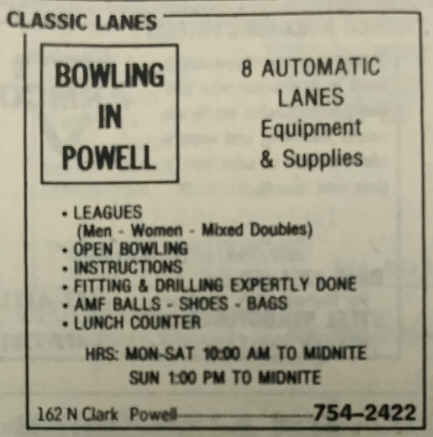 CLASSIC LANES
BOWLING
IN
POWELL
8 AUTOMATIC
LANES
Equipment
& Supplies
• LEAGUES
(Men - Women - Mixed Doubles)
• OPEN BOWLING
• INSTRUCTIONS
• FITTING & DRILLING EXPERTLY DONE
• AMF BALLS - SHOES - BAGS
• LUNCH COUNTER
HRS: MON-SAT 10:00 AM TO MIDNITE
SUN 1:00 PM TO MIDNITE
162 N Clark Powell 754-2422